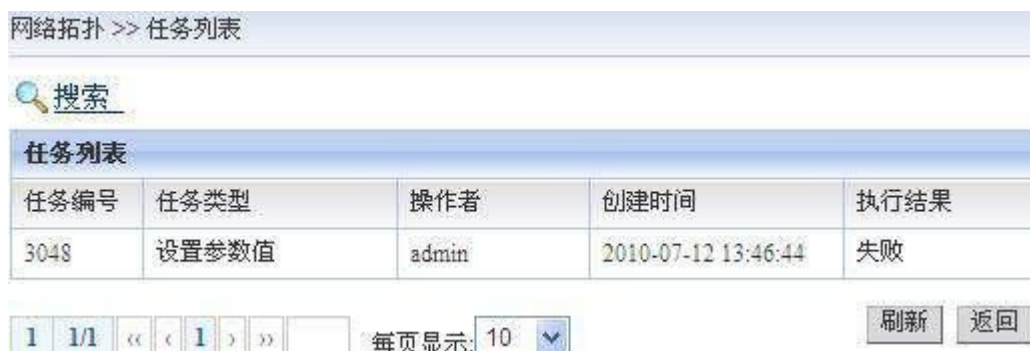 网络拓扑 >> 任务列表
搜索
任务列表
任务编号 任务类型 操作者 创建时间 执行结果
3048 设置参数值 admin 2010-07-12 13:46:44 失败
1 1/1 ‹‹ ‹ 1 › ›› 每页显示: 10 刷新 返回